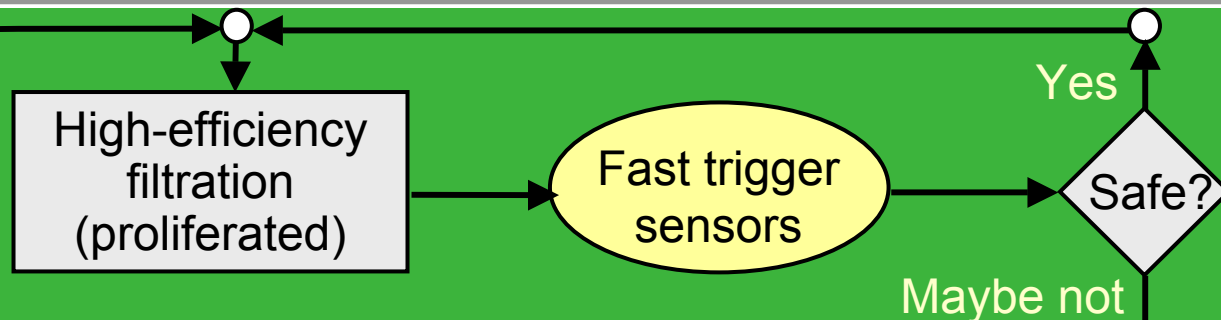 High-efficiency
filtration
(proliferated)
Fast trigger
sensors
Safe?
Yes
Maybe not